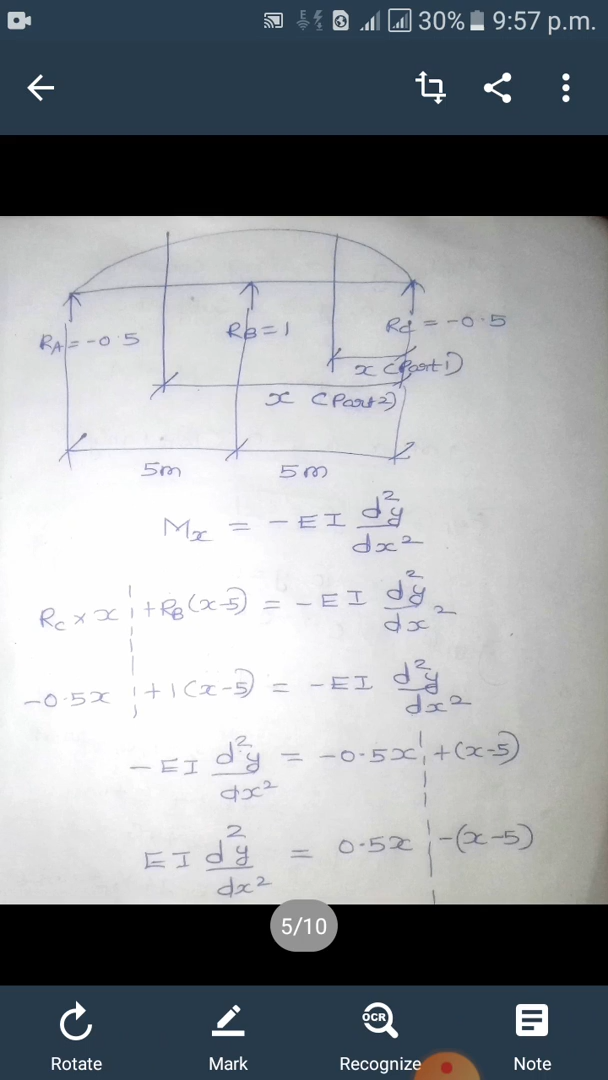 30% 9:57 p.m.
RA = -0.5
RB = 1
RC = -0.5
x (Part 1)
x (Part 2)
5m 5m
Mx = - EI d²y/dx²
Rc × x ¦ + RB (x-5) = - EI d²y/dx²
-0.5x ¦ + 1(x-5) = - EI d²y/dx²
- EI d²y/dx² = -0.5x ¦ + (x-5)
EI d²y/dx² = 0.5x ¦ - (x-5)
5/10
OCR
Rotate Mark Recognize Note